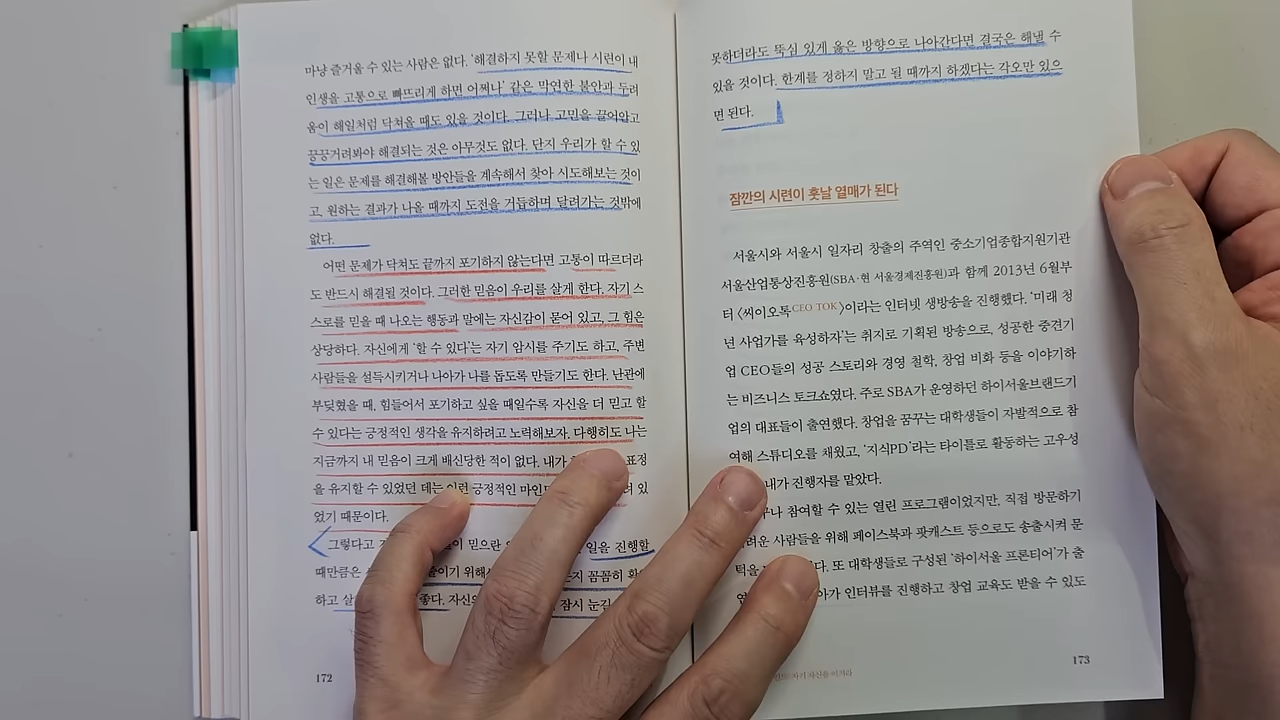 마냥 즐거울 수 있는 사람은 없다. '해결하지 못할 문제나 시련이 내
인생을 고통으로 빠뜨리게 하면 어쩌나' 같은 막연한 불안과 두려
움이 해일처럼 닥쳐올 때도 있을 것이다. 그러나 고민을 끌어안고
끙끙거려봐야 해결되는 것은 아무것도 없다. 단지 우리가 할 수 있
는 일은 문제를 해결해볼 방안들을 계속해서 찾아 시도해보는 것이
고, 원하는 결과가 나올 때까지 도전을 거듭하며 달려가는 것밖에
없다.
어떤 문제가 닥쳐도 끝까지 포기하지 않는다면 고통이 따르더라
도 반드시 해결될 것이다. 그러한 믿음이 우리를 살게 한다. 자기 스
스로를 믿을 때 나오는 행동과 말에는 자신감이 묻어 있고, 그 힘은
상당하다. 자신에게 '할 수 있다'는 자기 암시를 주기도 하고, 주변
사람들을 설득시키거나 나아가 나를 돕도록 만들기도 한다. 난관에
부딪혔을 때, 힘들어서 포기하고 싶을 때일수록 자신을 더 믿고 할
수 있다는 긍정적인 생각을 유지하려고 노력해보자. 다행히도 나는
지금까지 내 믿음이 크게 배신당한 적이 없다. 내가 표정
을 유지할 수 있었던 데는 이런 긍정적인 있
었기 때문이다.
그렇다고 믿으란 일을 진행할
때만큼은 꼼꼼히
하고 좋다. 잠시
172
못하더라도 뚝심 있게 옳은 방향으로 나아간다면 결국은 해낼 수
있을 것이다. 한계를 정하지 말고 될 때까지 하겠다는 각오만 있으
면 된다.
잠깐의 시련이 훗날 열매가 된다
서울시와 서울시 일자리 창출의 주역인 중소기업종합지원기관
서울산업통상진흥원(SBA·현 서울경제진흥원)과 함께 2013년 6월부
터 〈씨이오톡CEO TOK〉이라는 인터넷 생방송을 진행했다. '미래 청
년 사업가를 육성하자'는 취지로 기획된 방송으로, 성공한 중견기
업 CEO들의 성공 스토리와 경영 철학, 창업 비화 등을 이야기하
는 비즈니스 토크쇼였다. 주로 SBA가 운영하던 하이서울브랜드기
업의 대표들이 출연했다. 창업을 꿈꾸는 대학생들이 자발적으로 참
여해 스튜디오를 채웠고, '지식PD'라는 타이틀로 활동하는 고우성
내가 진행자를 맡았다.
참여할 수 있는 열린 프로그램이었지만, 직접 방문하기
사람들을 위해 페이스북과 팟캐스트 등으로도 송출시켜 문
턱을 또 대학생들로 구성된 '하이서울 프론티어'가 출
인터뷰를 진행하고 창업 교육도 받을 수 있도
173